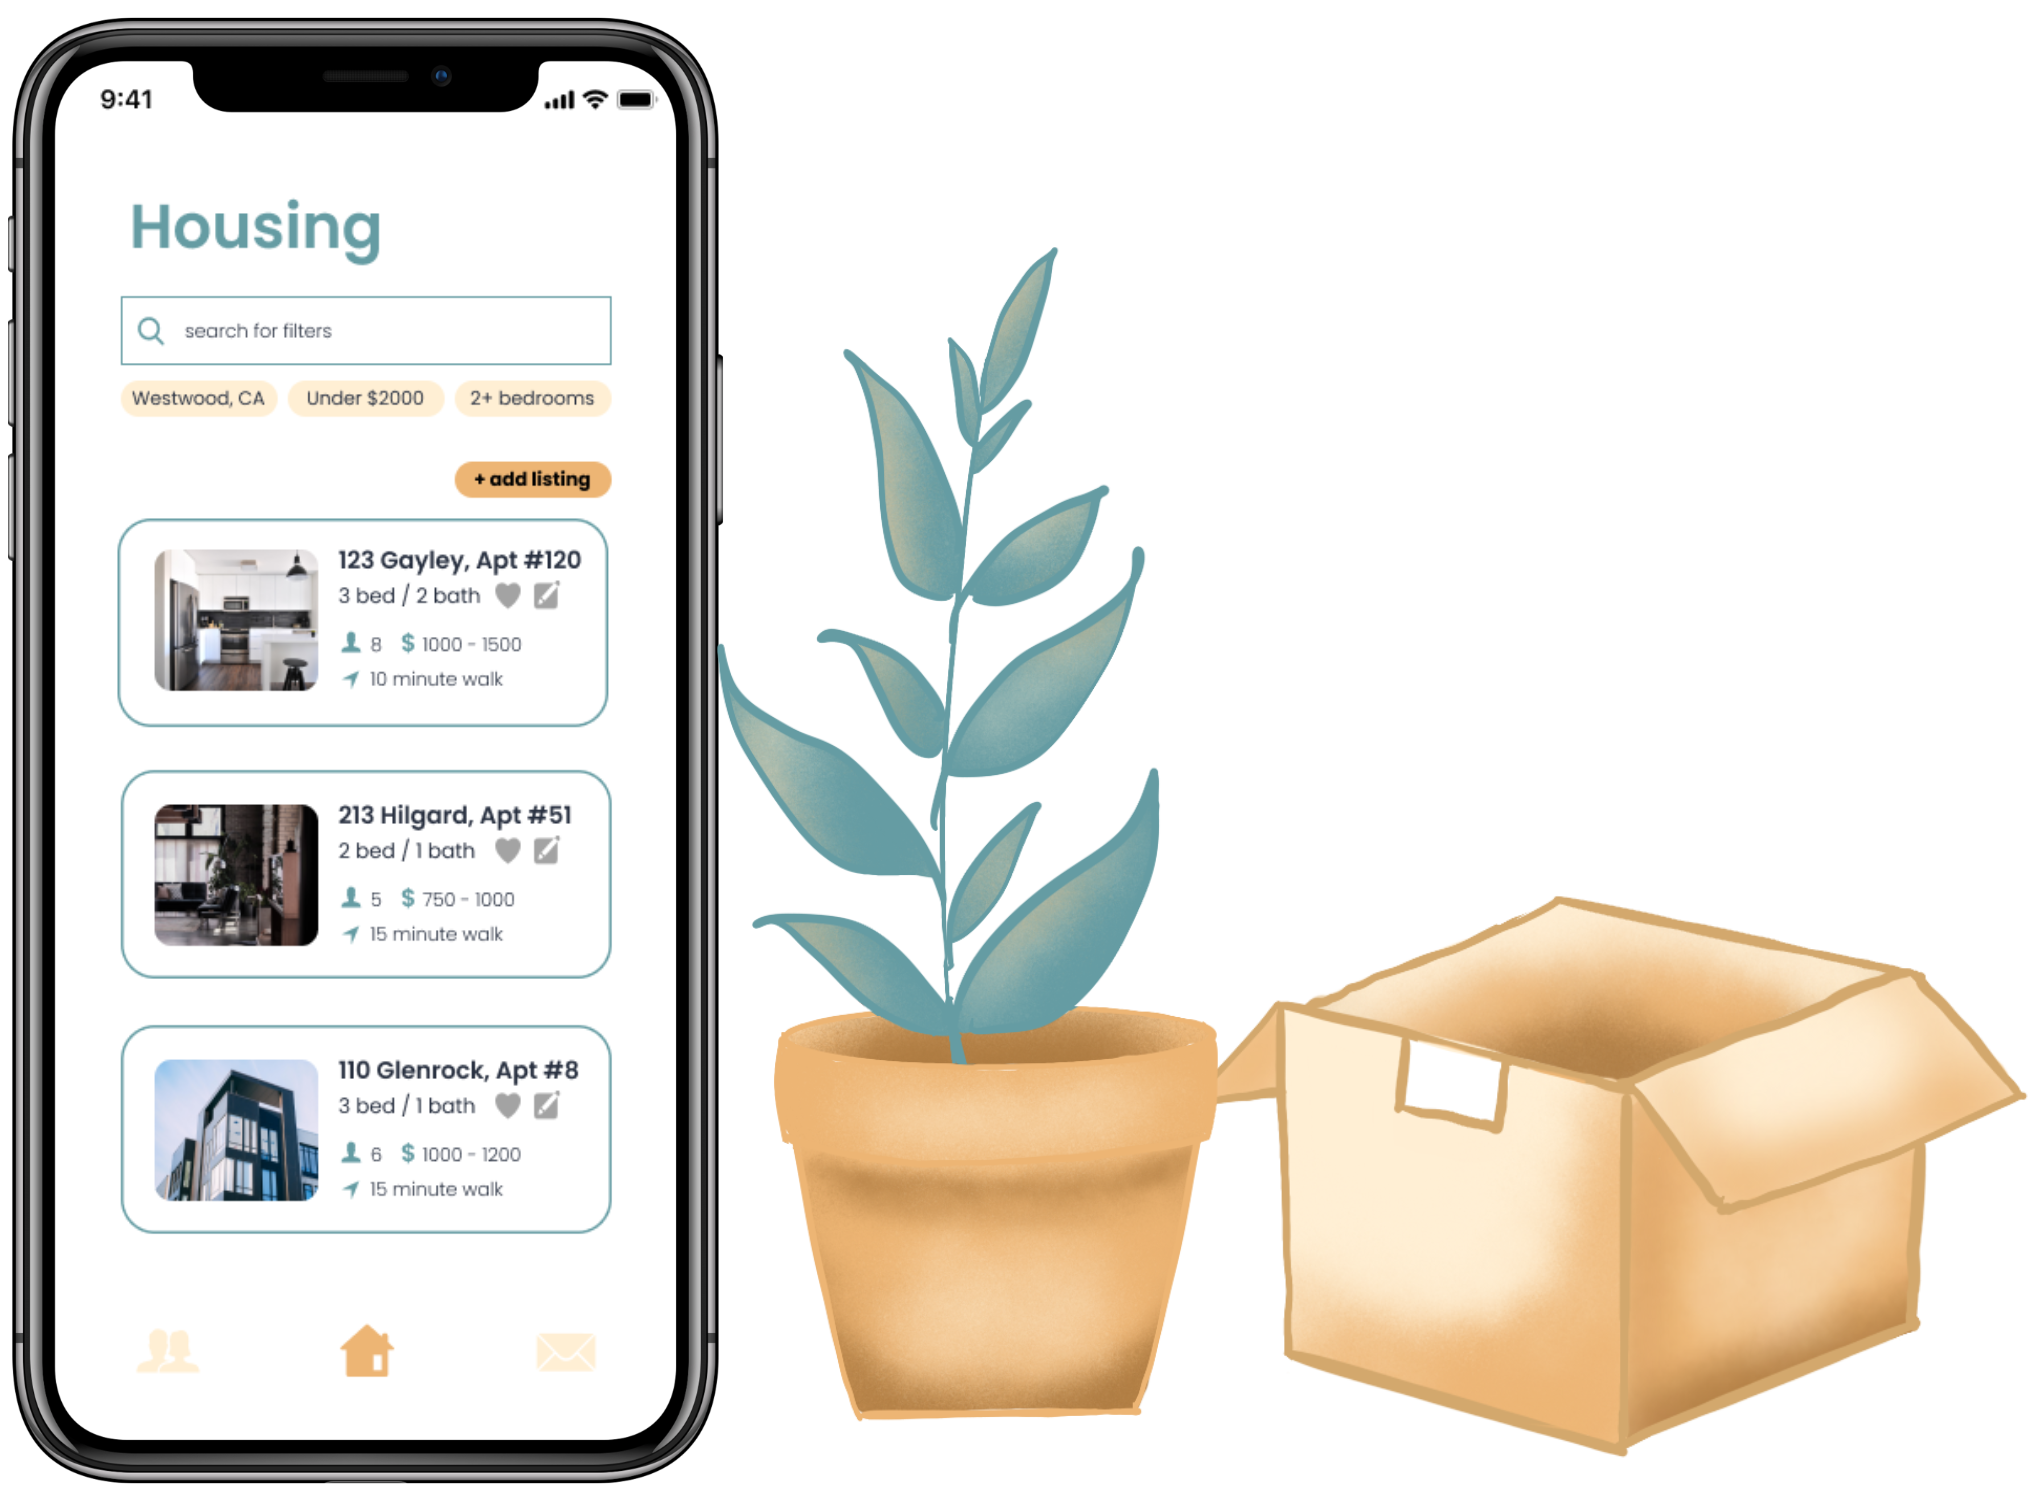 9:41
Housing
search for filters
Westwood, CA Under $2000 2+ bedrooms
+ add listing
123 Gayley, Apt #120
3 bed / 2 bath
8 $ 1000 - 1500
10 minute walk
213 Hilgard, Apt #51
2 bed / 1 bath
5 $ 750 - 1000
15 minute walk
110 Glenrock, Apt #8
3 bed / 1 bath
6 $ 1000 - 1200
15 minute walk